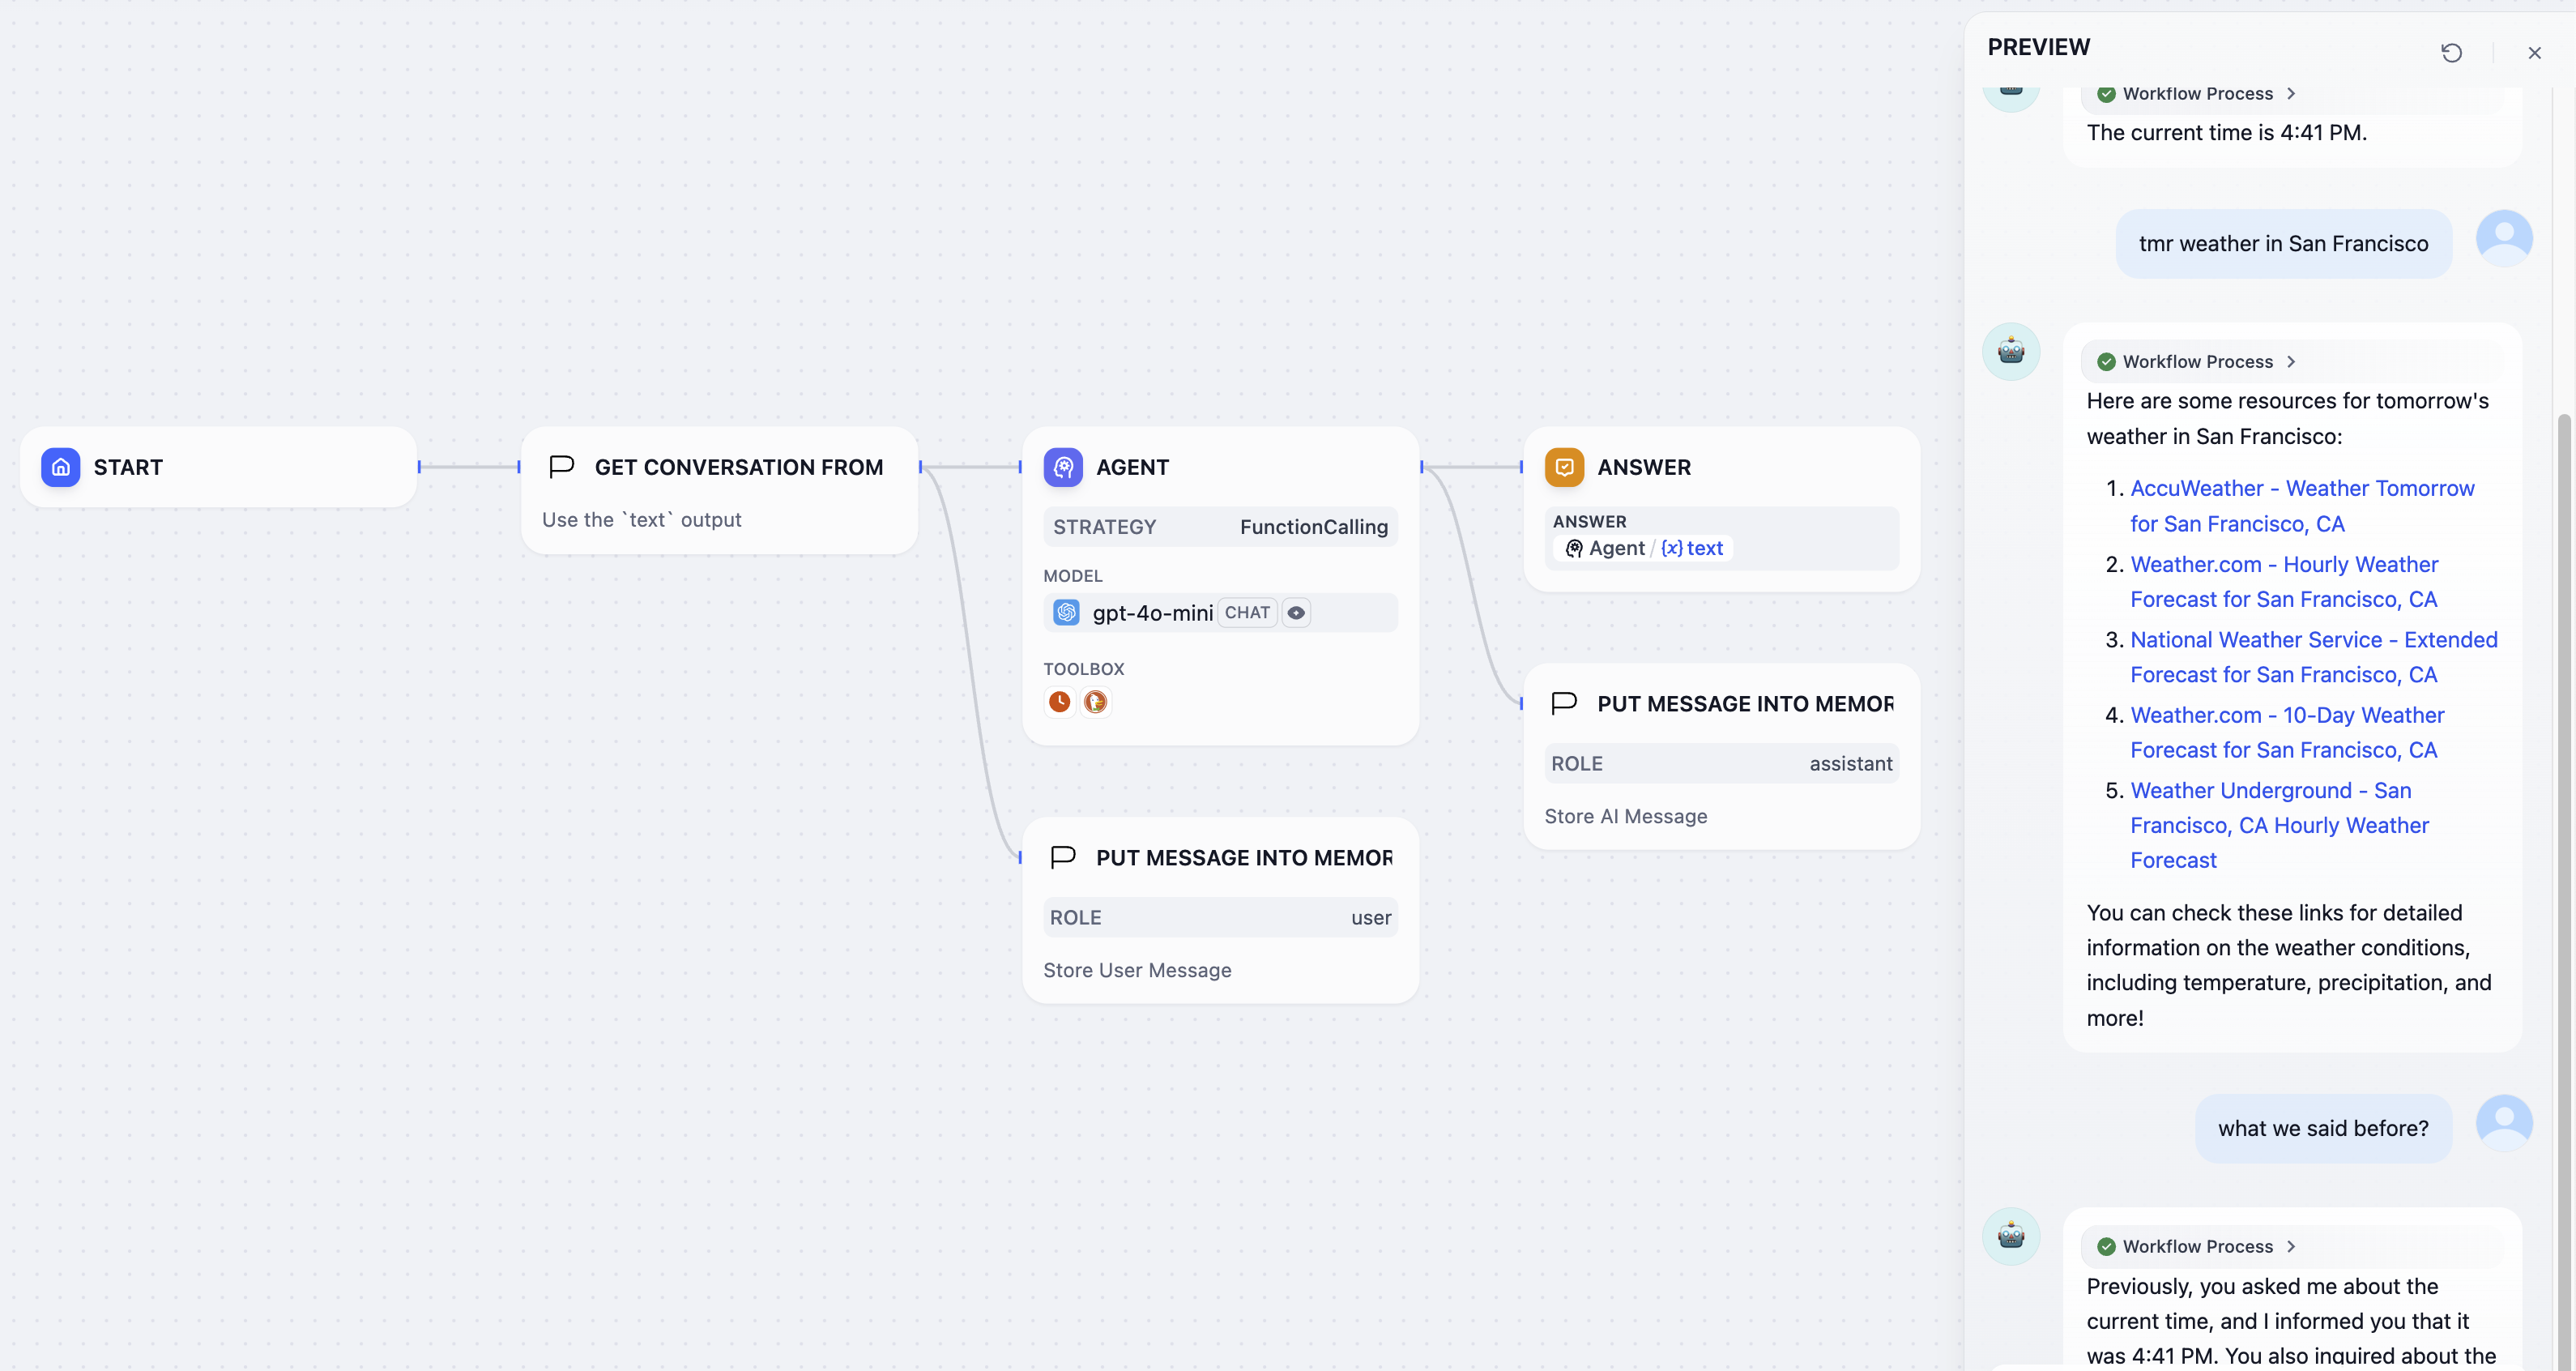 START
GET CONVERSATION FROM
Use the `text` output
AGENT
STRATEGY FunctionCalling
MODEL
gpt-4o-mini CHAT
TOOLBOX
PUT MESSAGE INTO MEMOR
ROLE user
Store User Message
ANSWER
ANSWER
Agent / {x} text
PUT MESSAGE INTO MEMOR
ROLE assistant
Store AI Message
PREVIEW
Workflow Process
The current time is 4:41 PM.
tmr weather in San Francisco
Workflow Process
Here are some resources for tomorrow's
weather in San Francisco:
1. AccuWeather - Weather Tomorrow
for San Francisco, CA
2. Weather.com - Hourly Weather
Forecast for San Francisco, CA
3. National Weather Service - Extended
Forecast for San Francisco, CA
4. Weather.com - 10-Day Weather
Forecast for San Francisco, CA
5. Weather Underground - San
Francisco, CA Hourly Weather
Forecast
You can check these links for detailed
information on the weather conditions,
including temperature, precipitation, and
more!
what we said before?
Workflow Process
Previously, you asked me about the
current time, and I informed you that it
was 4:41 PM. You also inquired about the